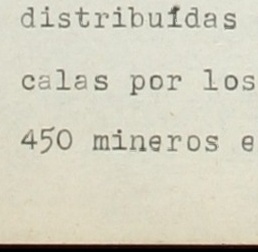 distribuídas
calas por los
450 mineros e